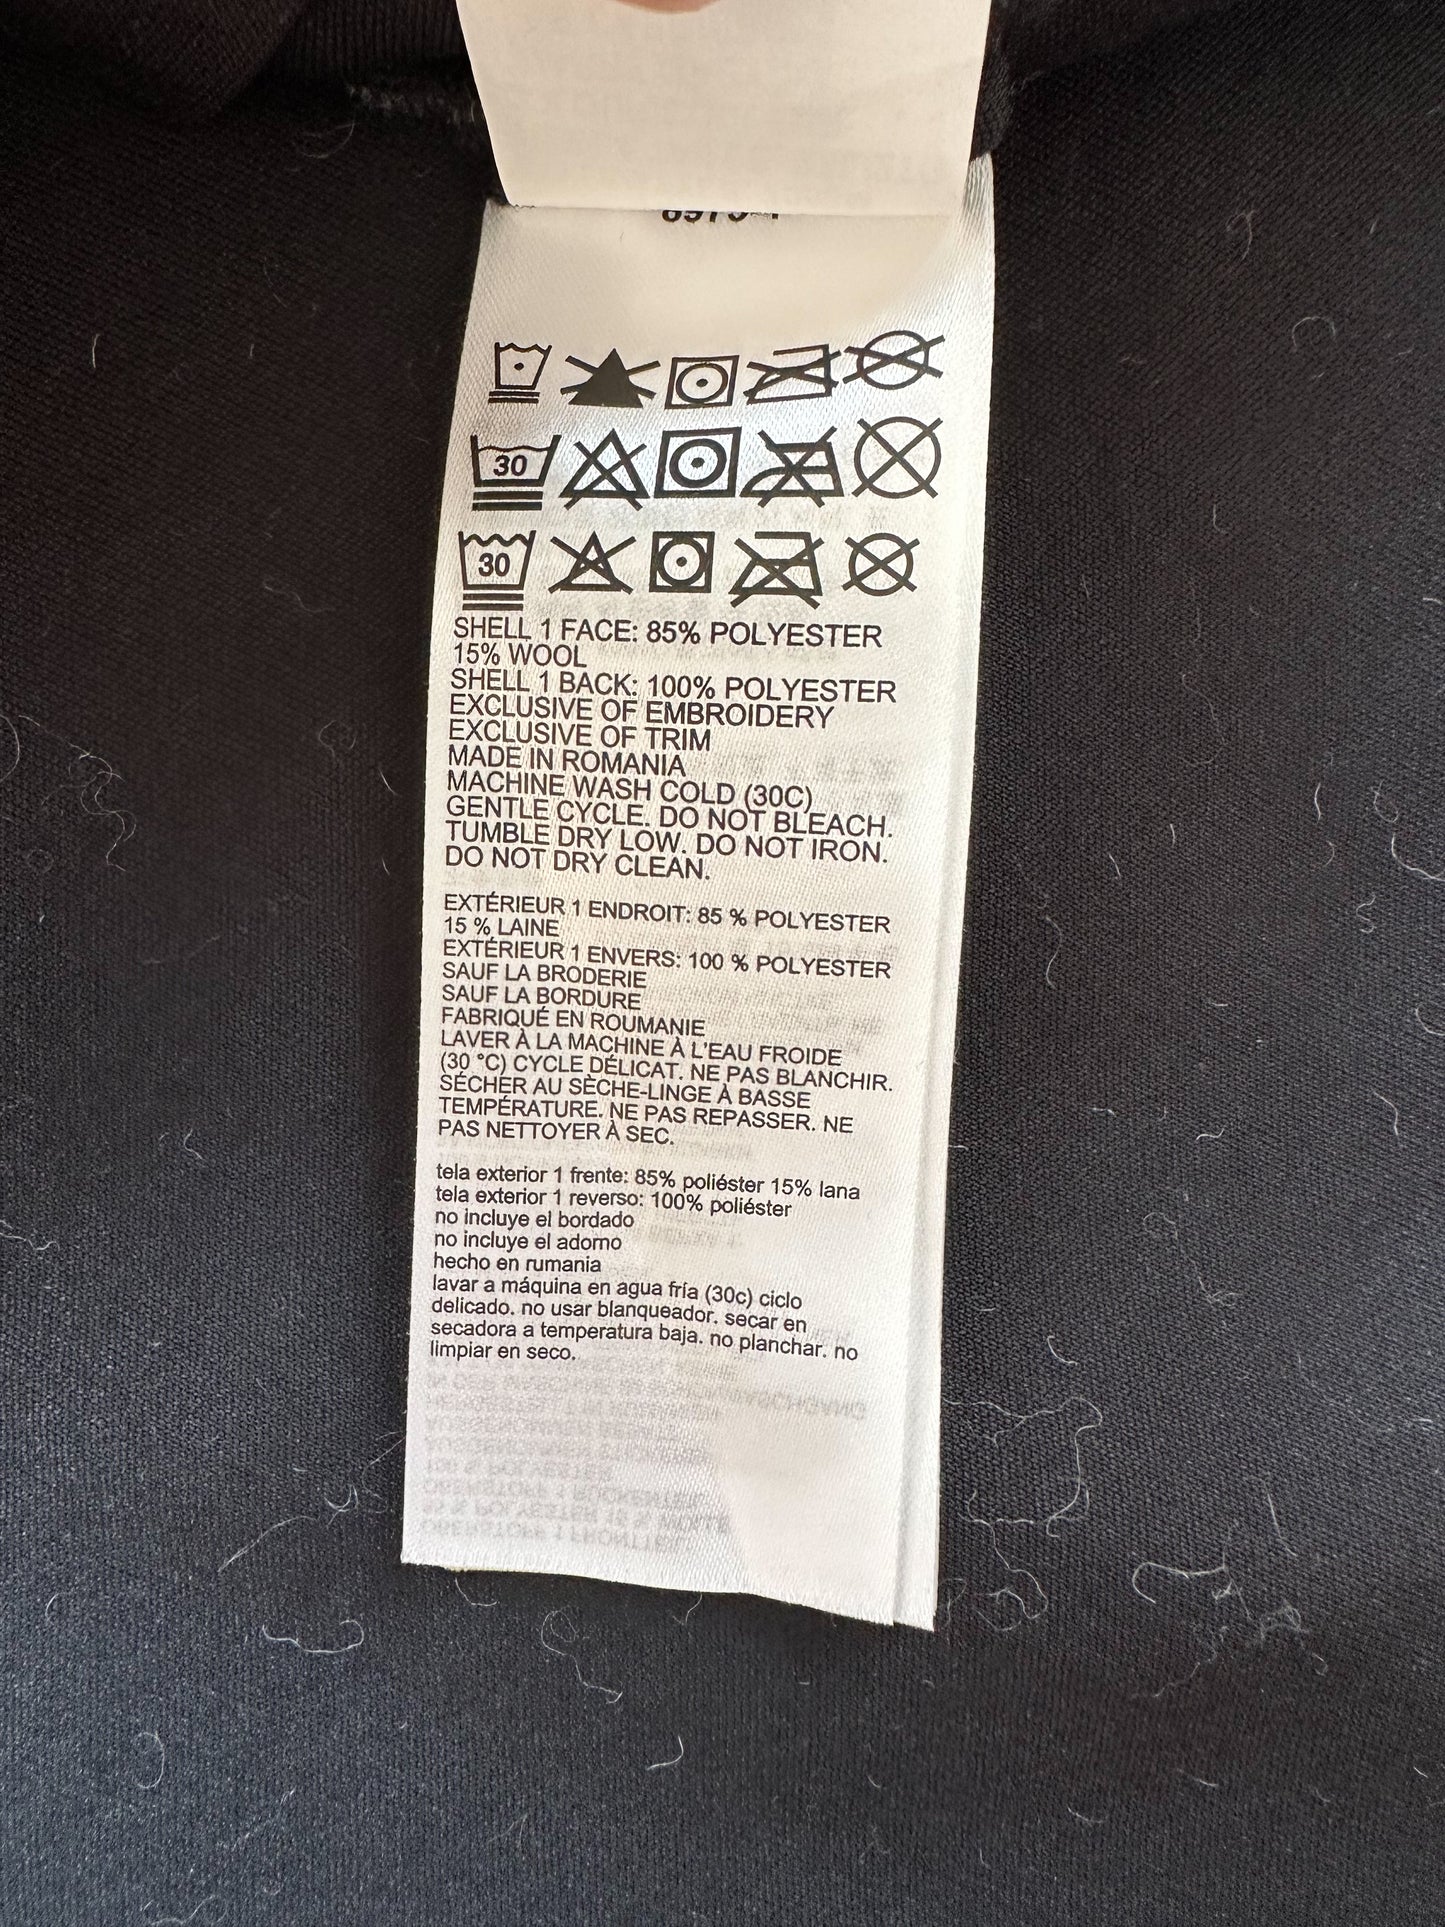 30
30
SHELL 1 FACE: 85% POLYESTER
15% WOOL
SHELL 1 BACK: 100% POLYESTER
EXCLUSIVE OF EMBROIDERY
EXCLUSIVE OF TRIM
MADE IN ROMANIA
MACHINE WASH COLD (30C)
GENTLE CYCLE. DO NOT BLEACH.
TUMBLE DRY LOW. DO NOT IRON.
DO NOT DRY CLEAN.
EXTÉRIEUR 1 ENDROIT: 85 % POLYESTER
15 % LAINE
EXTÉRIEUR 1 ENVERS: 100 % POLYESTER
SAUF LA BRODERIE
SAUF LA BORDURE
FABRIQUÉ EN ROUMANIE
LAVER À LA MACHINE À L'EAU FROIDE
(30 °C) CYCLE DÉLICAT. NE PAS BLANCHIR.
SÉCHER AU SÈCHE-LINGE À BASSE
TEMPÉRATURE. NE PAS REPASSER. NE
PAS NETTOYER À SEC.
tela exterior 1 frente: 85% poliéster 15% lana
tela exterior 1 reverso: 100% poliéster
no incluye el bordado
no incluye el adorno
hecho en rumania
lavar a máquina en agua fría (30c) ciclo
delicado. no usar blanqueador. secar en
secadora a temperatura baja. no planchar. no
limpiar en seco.